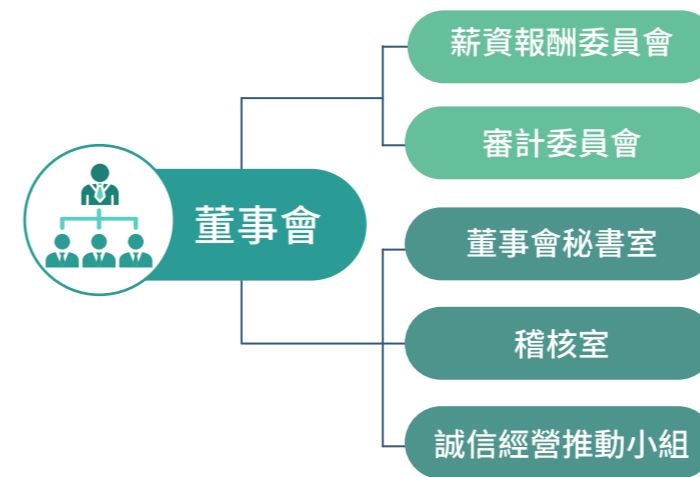 薪資報酬委員會
審計委員會
董事會
董事會秘書室
稽核室
誠信經營推動小組